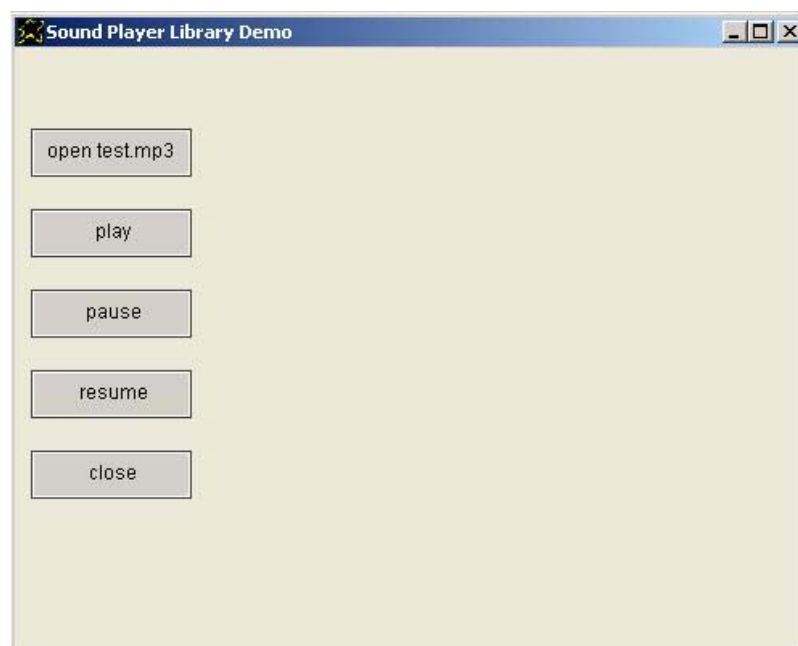 Sound Player Library Demo
open test.mp3
play
pause
resume
close